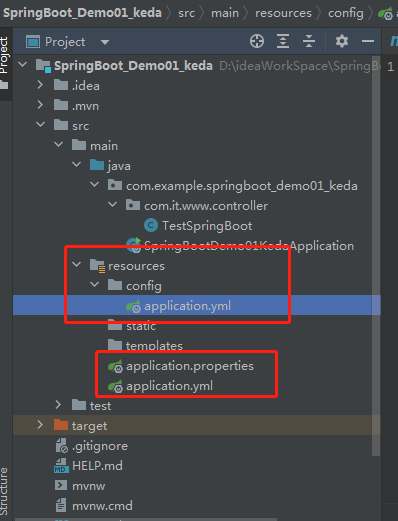 SpringBoot_Demo01_keda > src > main > resources > config > a
Project
Project
SpringBoot_Demo01_keda D:\ideaWorkSpace\SpringBo
1
.idea
.mvn
src
main
java
com.example.springboot_demo01_keda
com.it.www.controller
TestSpringBoot
SpringBootDemo01KedaApplication
resources
config
application.yml
static
templates
application.properties
application.yml
test
target
.gitignore
HELP.md
mvnw
mvnw.cmd
Structure